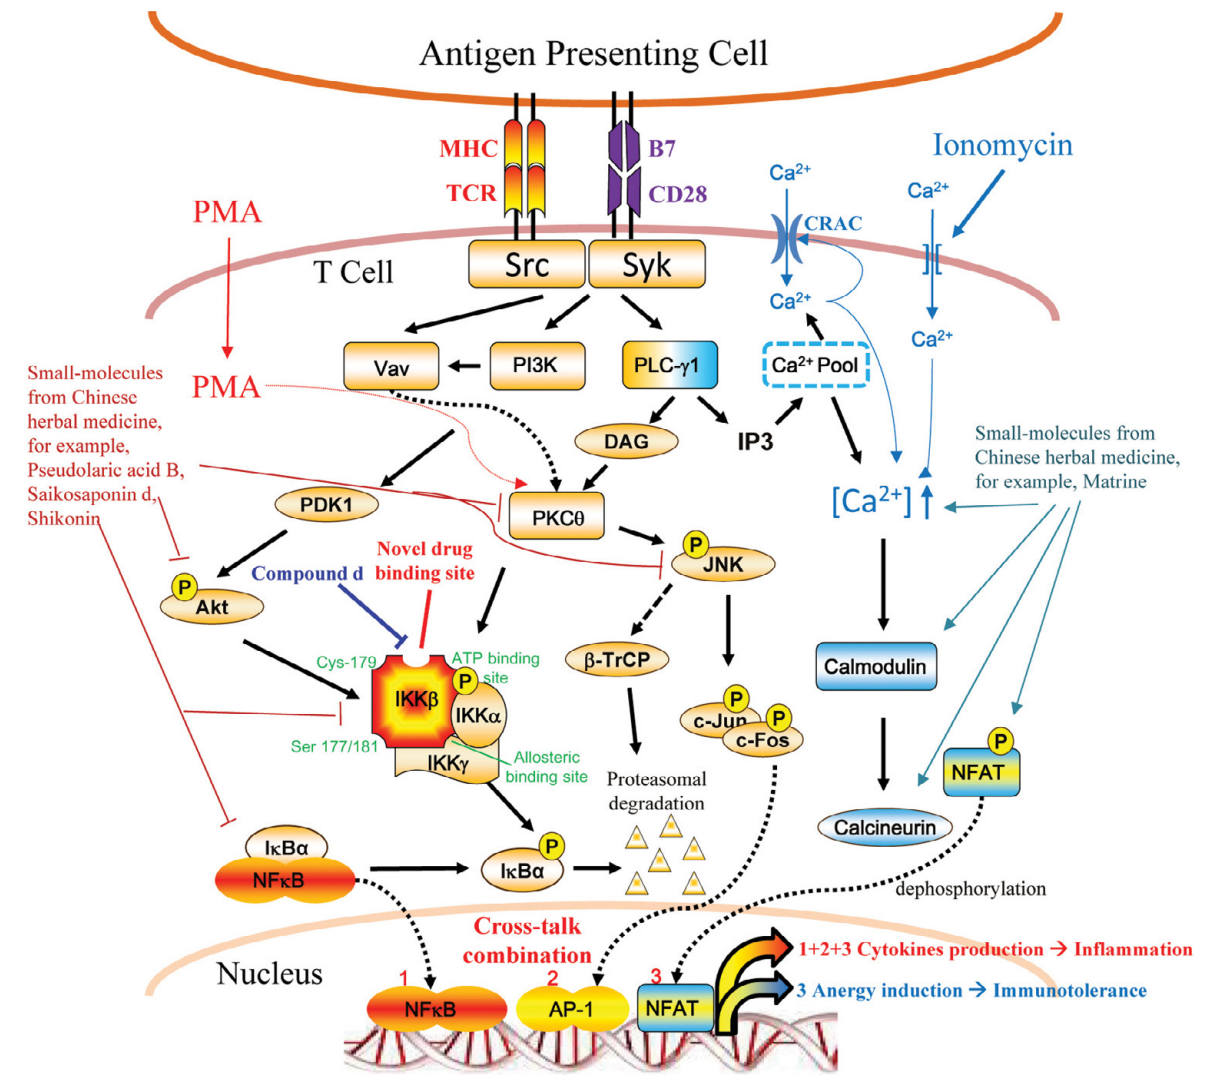 Antigen Presenting Cell
MHC
B7
TCR
CD28
Ionomycin
Ca2+
Ca2+
PMA
CRAC
T Cell
Src
Syk
Ca2+
Ca2+
Vav
PI3K
PLC-γ1
Ca2+ Pool
Small-molecules
from Chinese
herbal medicine,
for example,
Pseudolaric acid B,
Saikosaponin d,
Shikonin
PMA
DAG
IP3
Small-molecules from
Chinese herbal medicine,
for example, Matrine
[Ca2+]
PDK1
PKCθ
P
JNK
Novel drug
binding site
Compound d
P
Akt
β-TrCP
Calmodulin
Cys-179
ATP binding
site
P
IKKβ
IKKα
IKKγ
Ser 177/181
Allosteric
binding site
P
c-Jun
P
c-Fos
P
NFAT
Proteasomal
degradation
Calcineurin
IκBα
NFκB
P
IκBα
dephosphorylation
Nucleus
Cross-talk
combination
1
2
3
NFκB
AP-1
NFAT
1+2+3 Cytokines production → Inflammation
3 Anergy induction → Immunotolerance